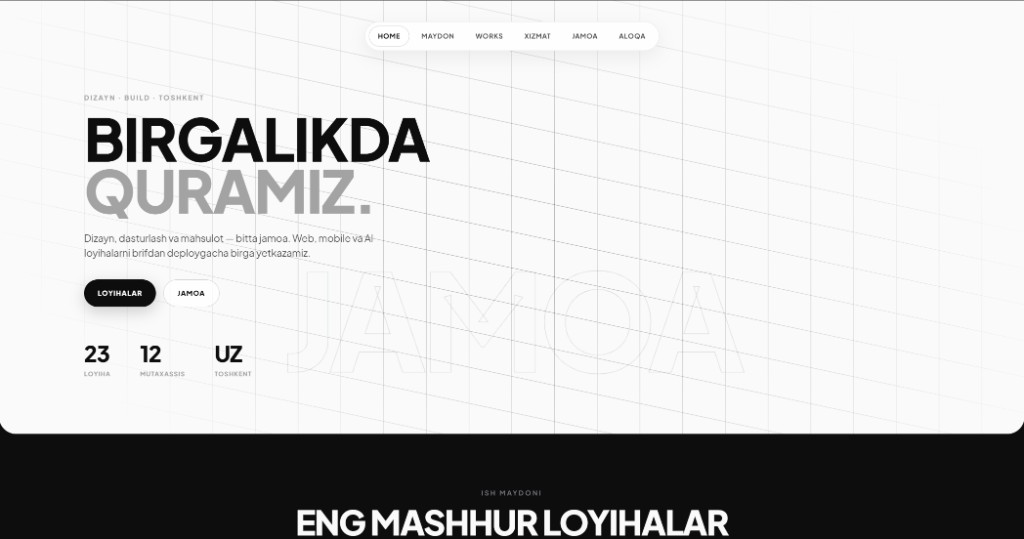 HOME MAYDON WORKS XIZMAT JAMOA ALOQA
DIZAYN · BUILD · TOSHKENT
BIRGALIKDA
QURAMIZ.
Dizayn, dasturlash va mahsulot — bitta jamoa. Web, mobile va AI
loyihalarni brifdan deploygacha birga yetkazamiz.
LOYIHALAR JAMOA
JAMOA
23 12 UZ
LOYIHA MUTAXASSIS TOSHKENT
ISH MAYDONI
ENG MASHHUR LOYIHALAR